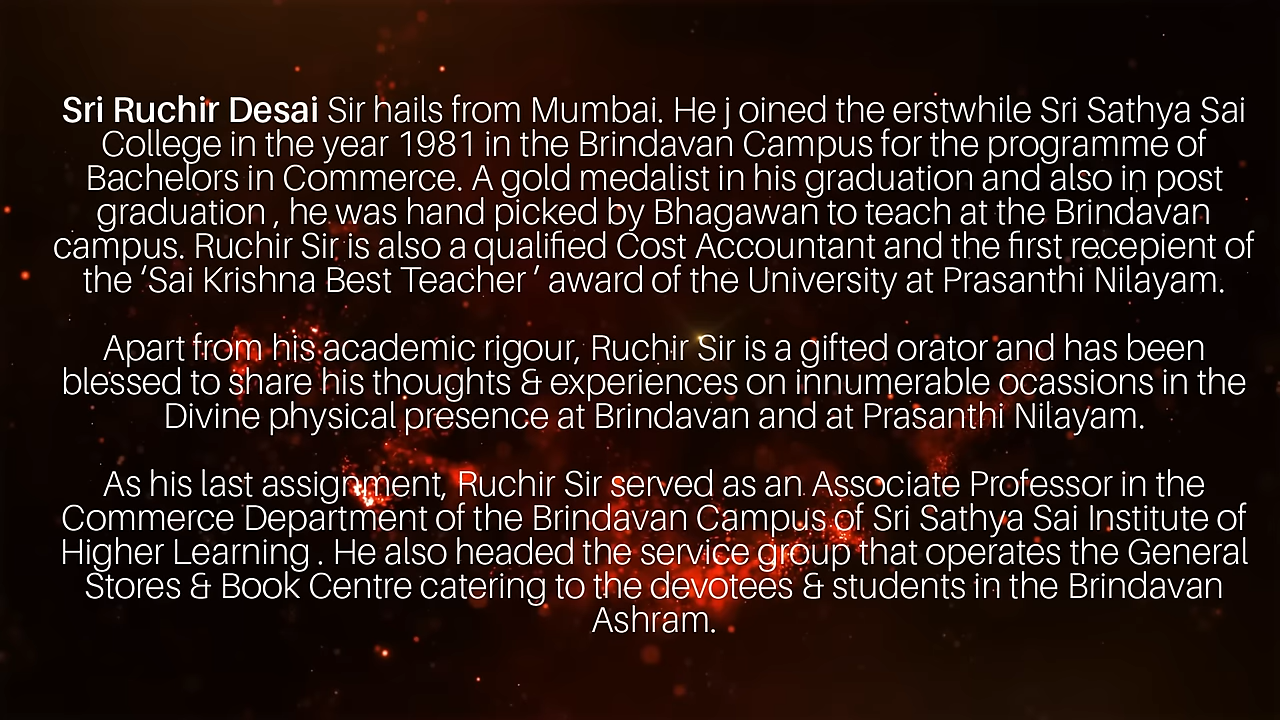 Sri Ruchir Desai Sir hails from Mumbai. He j oined the erstwhile Sri Sathya Sai
College in the year 1981 in the Brindavan Campus for the programme of
Bachelors in Commerce. A gold medalist in his graduation and also in post
graduation , he was hand picked by Bhagawan to teach at the Brindavan
campus. Ruchir Sir is also a qualified Cost Accountant and the first recepient of
the ‘Sai Krishna Best Teacher ’ award of the University at Prasanthi Nilayam.
Apart from his academic rigour, Ruchir Sir is a gifted orator and has been
blessed to share his thoughts & experiences on innumerable ocassions in the
Divine physical presence at Brindavan and at Prasanthi Nilayam.
As his last assignment, Ruchir Sir served as an Associate Professor in the
Commerce Department of the Brindavan Campus of Sri Sathya Sai Institute of
Higher Learning . He also headed the service group that operates the General
Stores & Book Centre catering to the devotees & students in the Brindavan
Ashram.